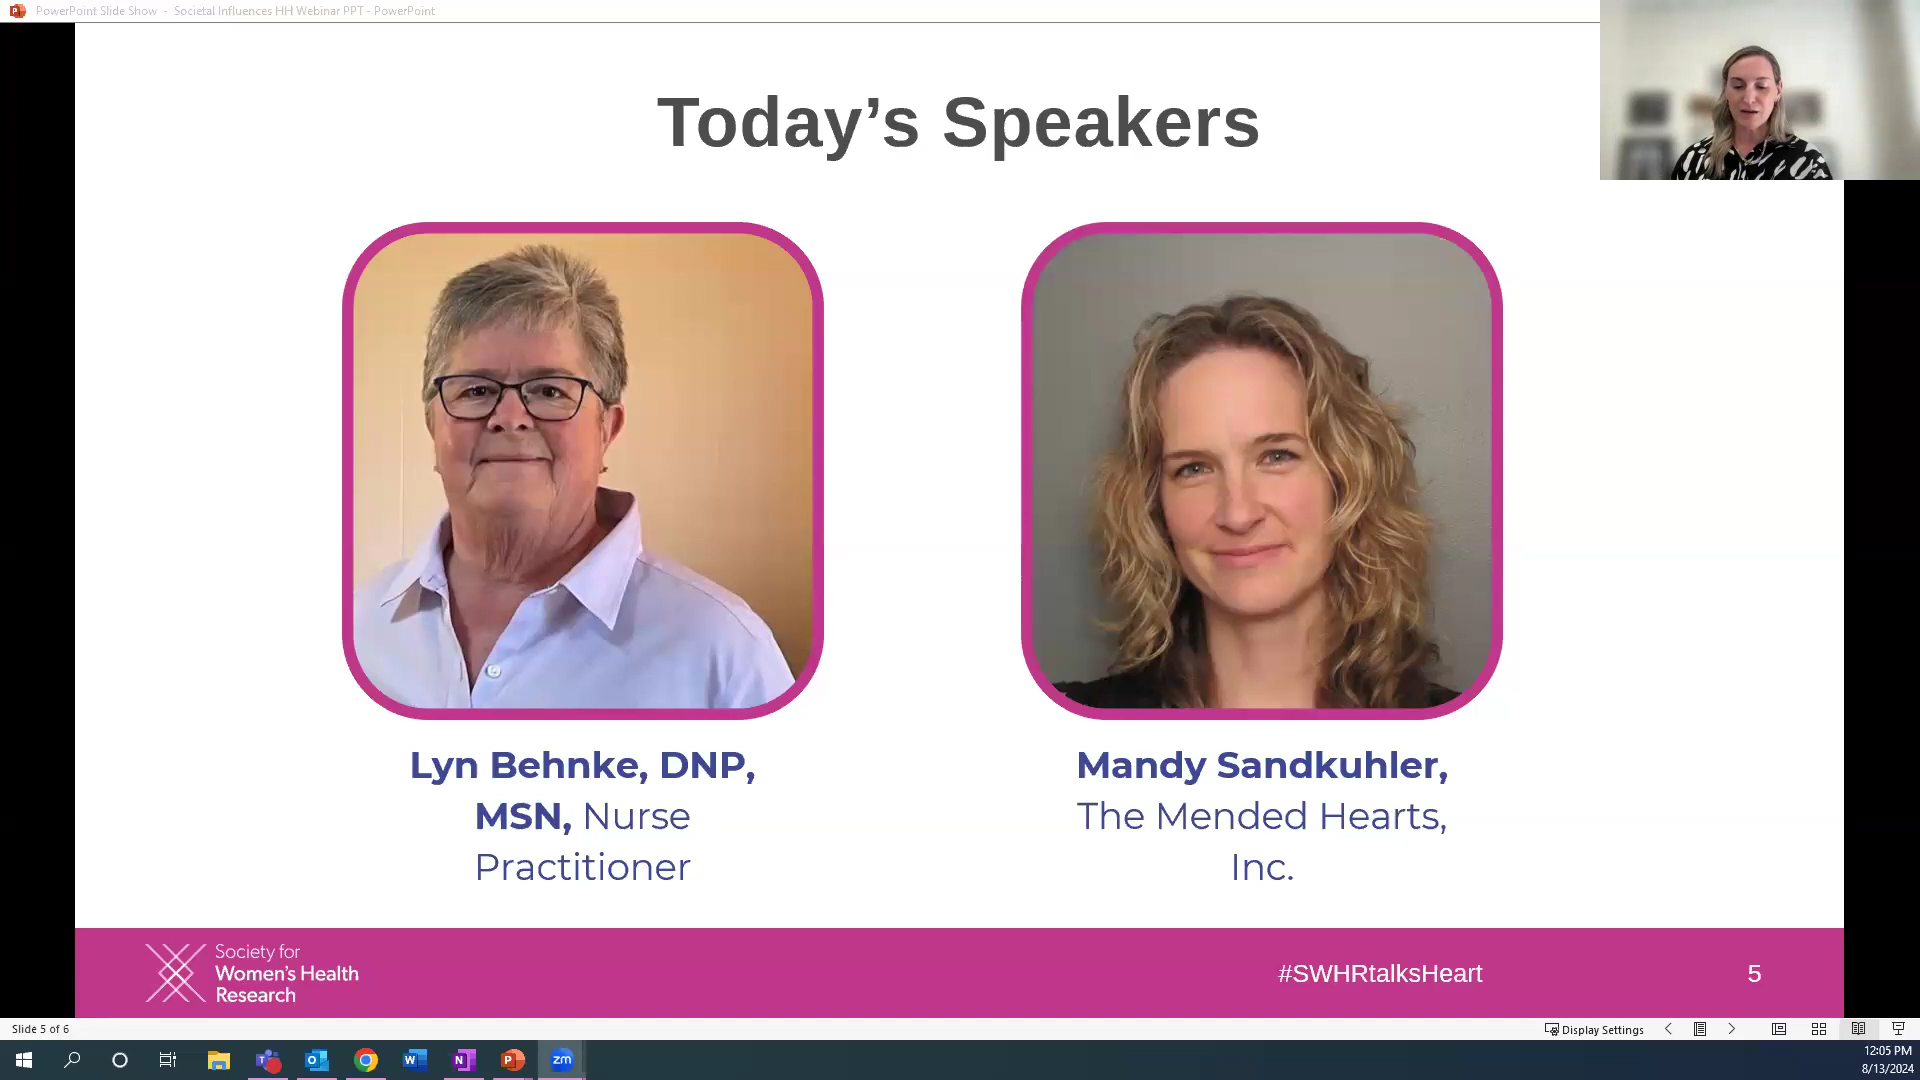 PowerPoint Slide Show - Societal Influences HH Webinar PPT - PowerPoint
Today’s Speakers
Lyn Behnke, DNP,
MSN, Nurse
Practitioner
Mandy Sandkuhler,
The Mended Hearts,
Inc.
Society for
Women's Health
Research
#SWHRtalksHeart
5
Slide 5 of 6
Display Settings
12:05 PM
8/13/2024